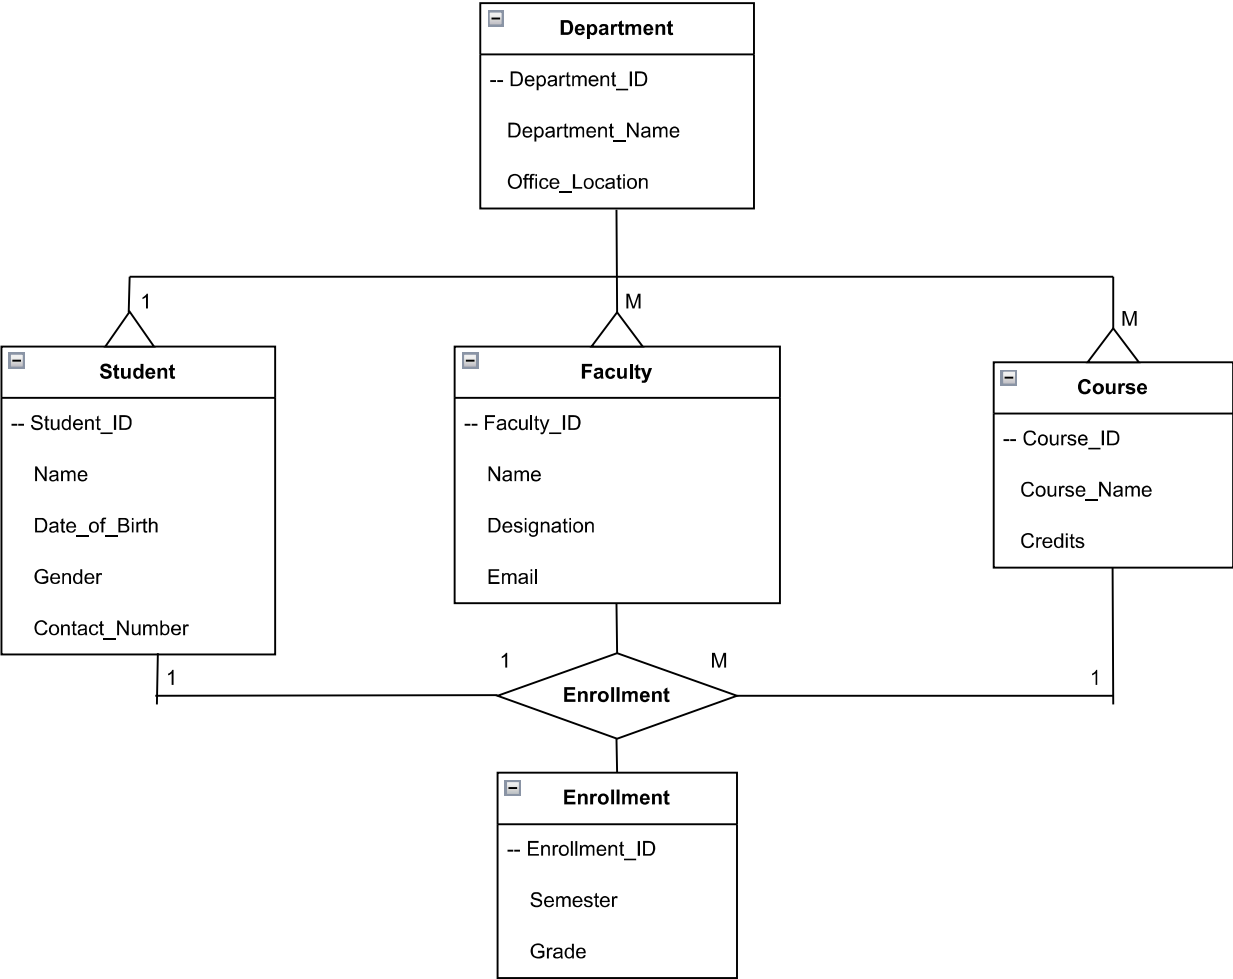 Department
-- Department_ID
Department_Name
Office_Location
1
M
M
Student
-- Student_ID
Name
Date_of_Birth
Gender
Contact_Number
Faculty
-- Faculty_ID
Name
Designation
Email
Course
-- Course_ID
Course_Name
Credits
1
1
M
1
Enrollment
Enrollment
-- Enrollment_ID
Semester
Grade